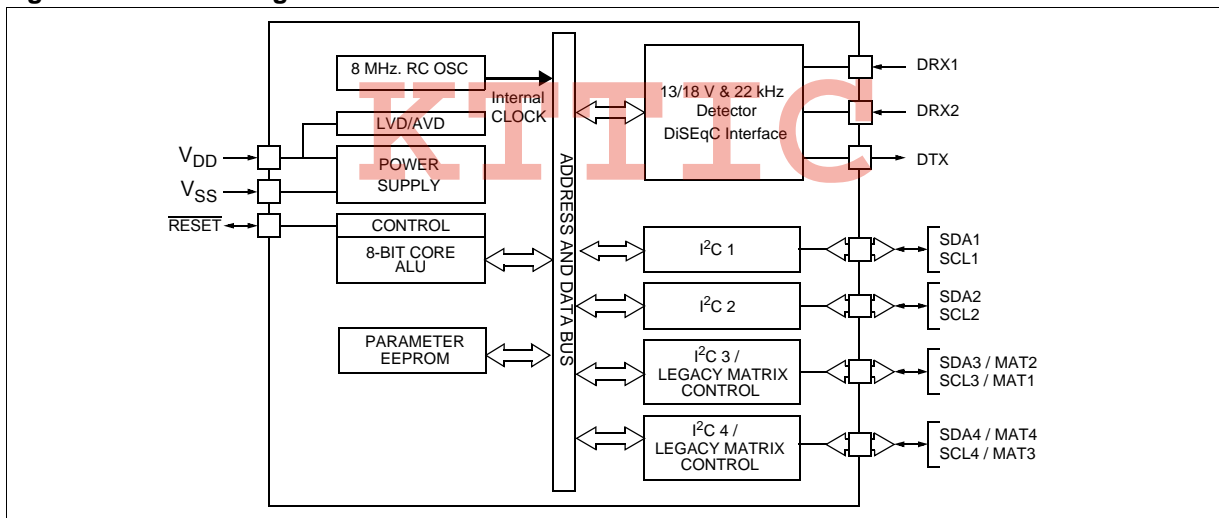 8 MHz. RC OSC
Internal
CLOCK
LVD/AVD
POWER
SUPPLY
VDD
VSS
RESET
CONTROL
8-BIT CORE
ALU
PARAMETER
EEPROM
ADDRESS AND DATA BUS
13/18 V & 22 kHz
Detector
DiSEqC Interface
DRX1
DRX2
DTX
I²C 1
SDA1
SCL1
I²C 2
SDA2
SCL2
I²C 3 /
LEGACY MATRIX
CONTROL
SDA3 / MAT2
SCL3 / MAT1
I²C 4 /
LEGACY MATRIX
CONTROL
SDA4 / MAT4
SCL4 / MAT3
KTTIC